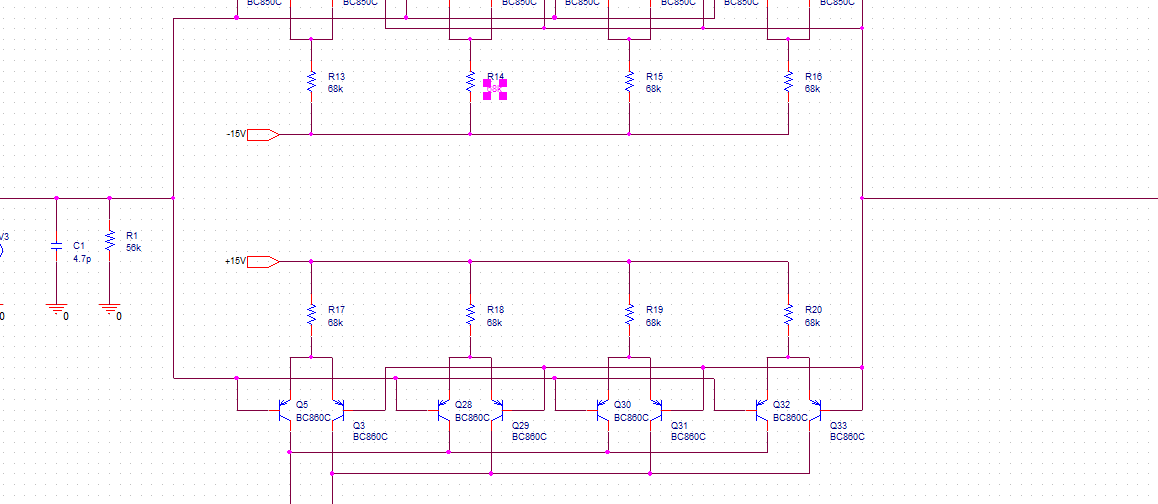 BC850C BC850C BC850C BC850C BC850C BC850C BC850C
R13 R14 R15 R16
68k 68k 68k
-15V
V3 C1 R1
4.7p 56k
0 0 0
+15V
R17 R18 R19 R20
68k 68k 68k 68k
Q5 Q28 Q30 Q32
BC860C BC860C BC860C BC860C
Q3 Q29 Q31 Q33
BC860C BC860C BC860C BC860C